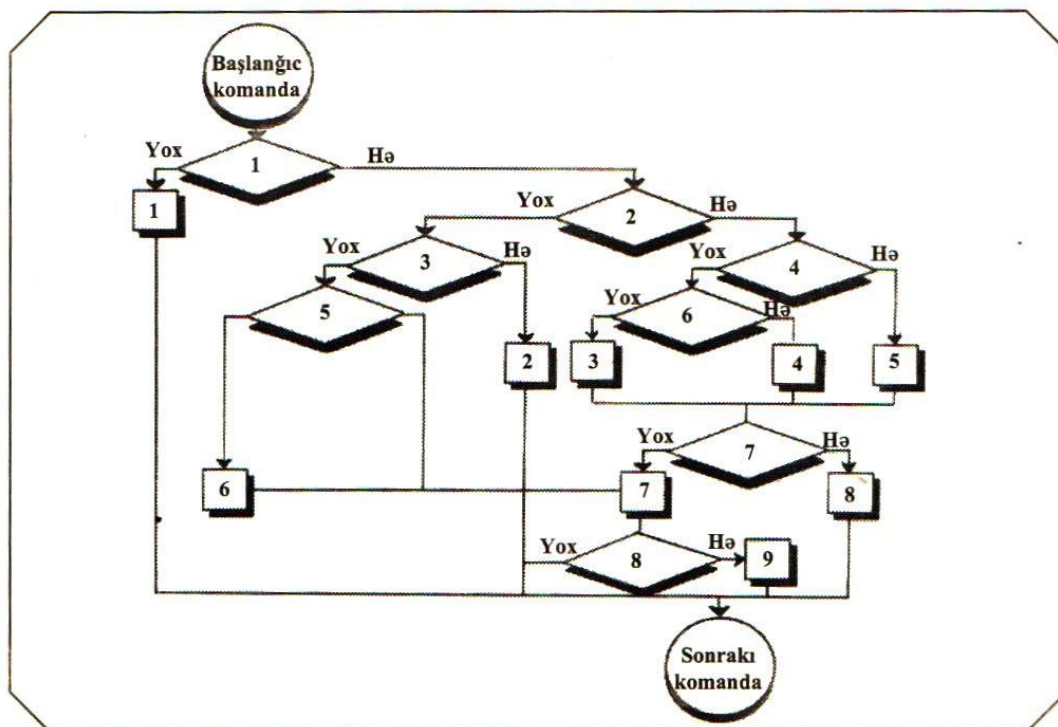 Başlanğıc
komanda
Yox 1 Hə
1
Yox 2 Hə
Yox 3 Hə
Yox 4 Hə
5
Yox 6 Hə
2
3
4
5
Yox 7 Hə
6
7
8
Yox 8 Hə
9
Sonrakı
komanda